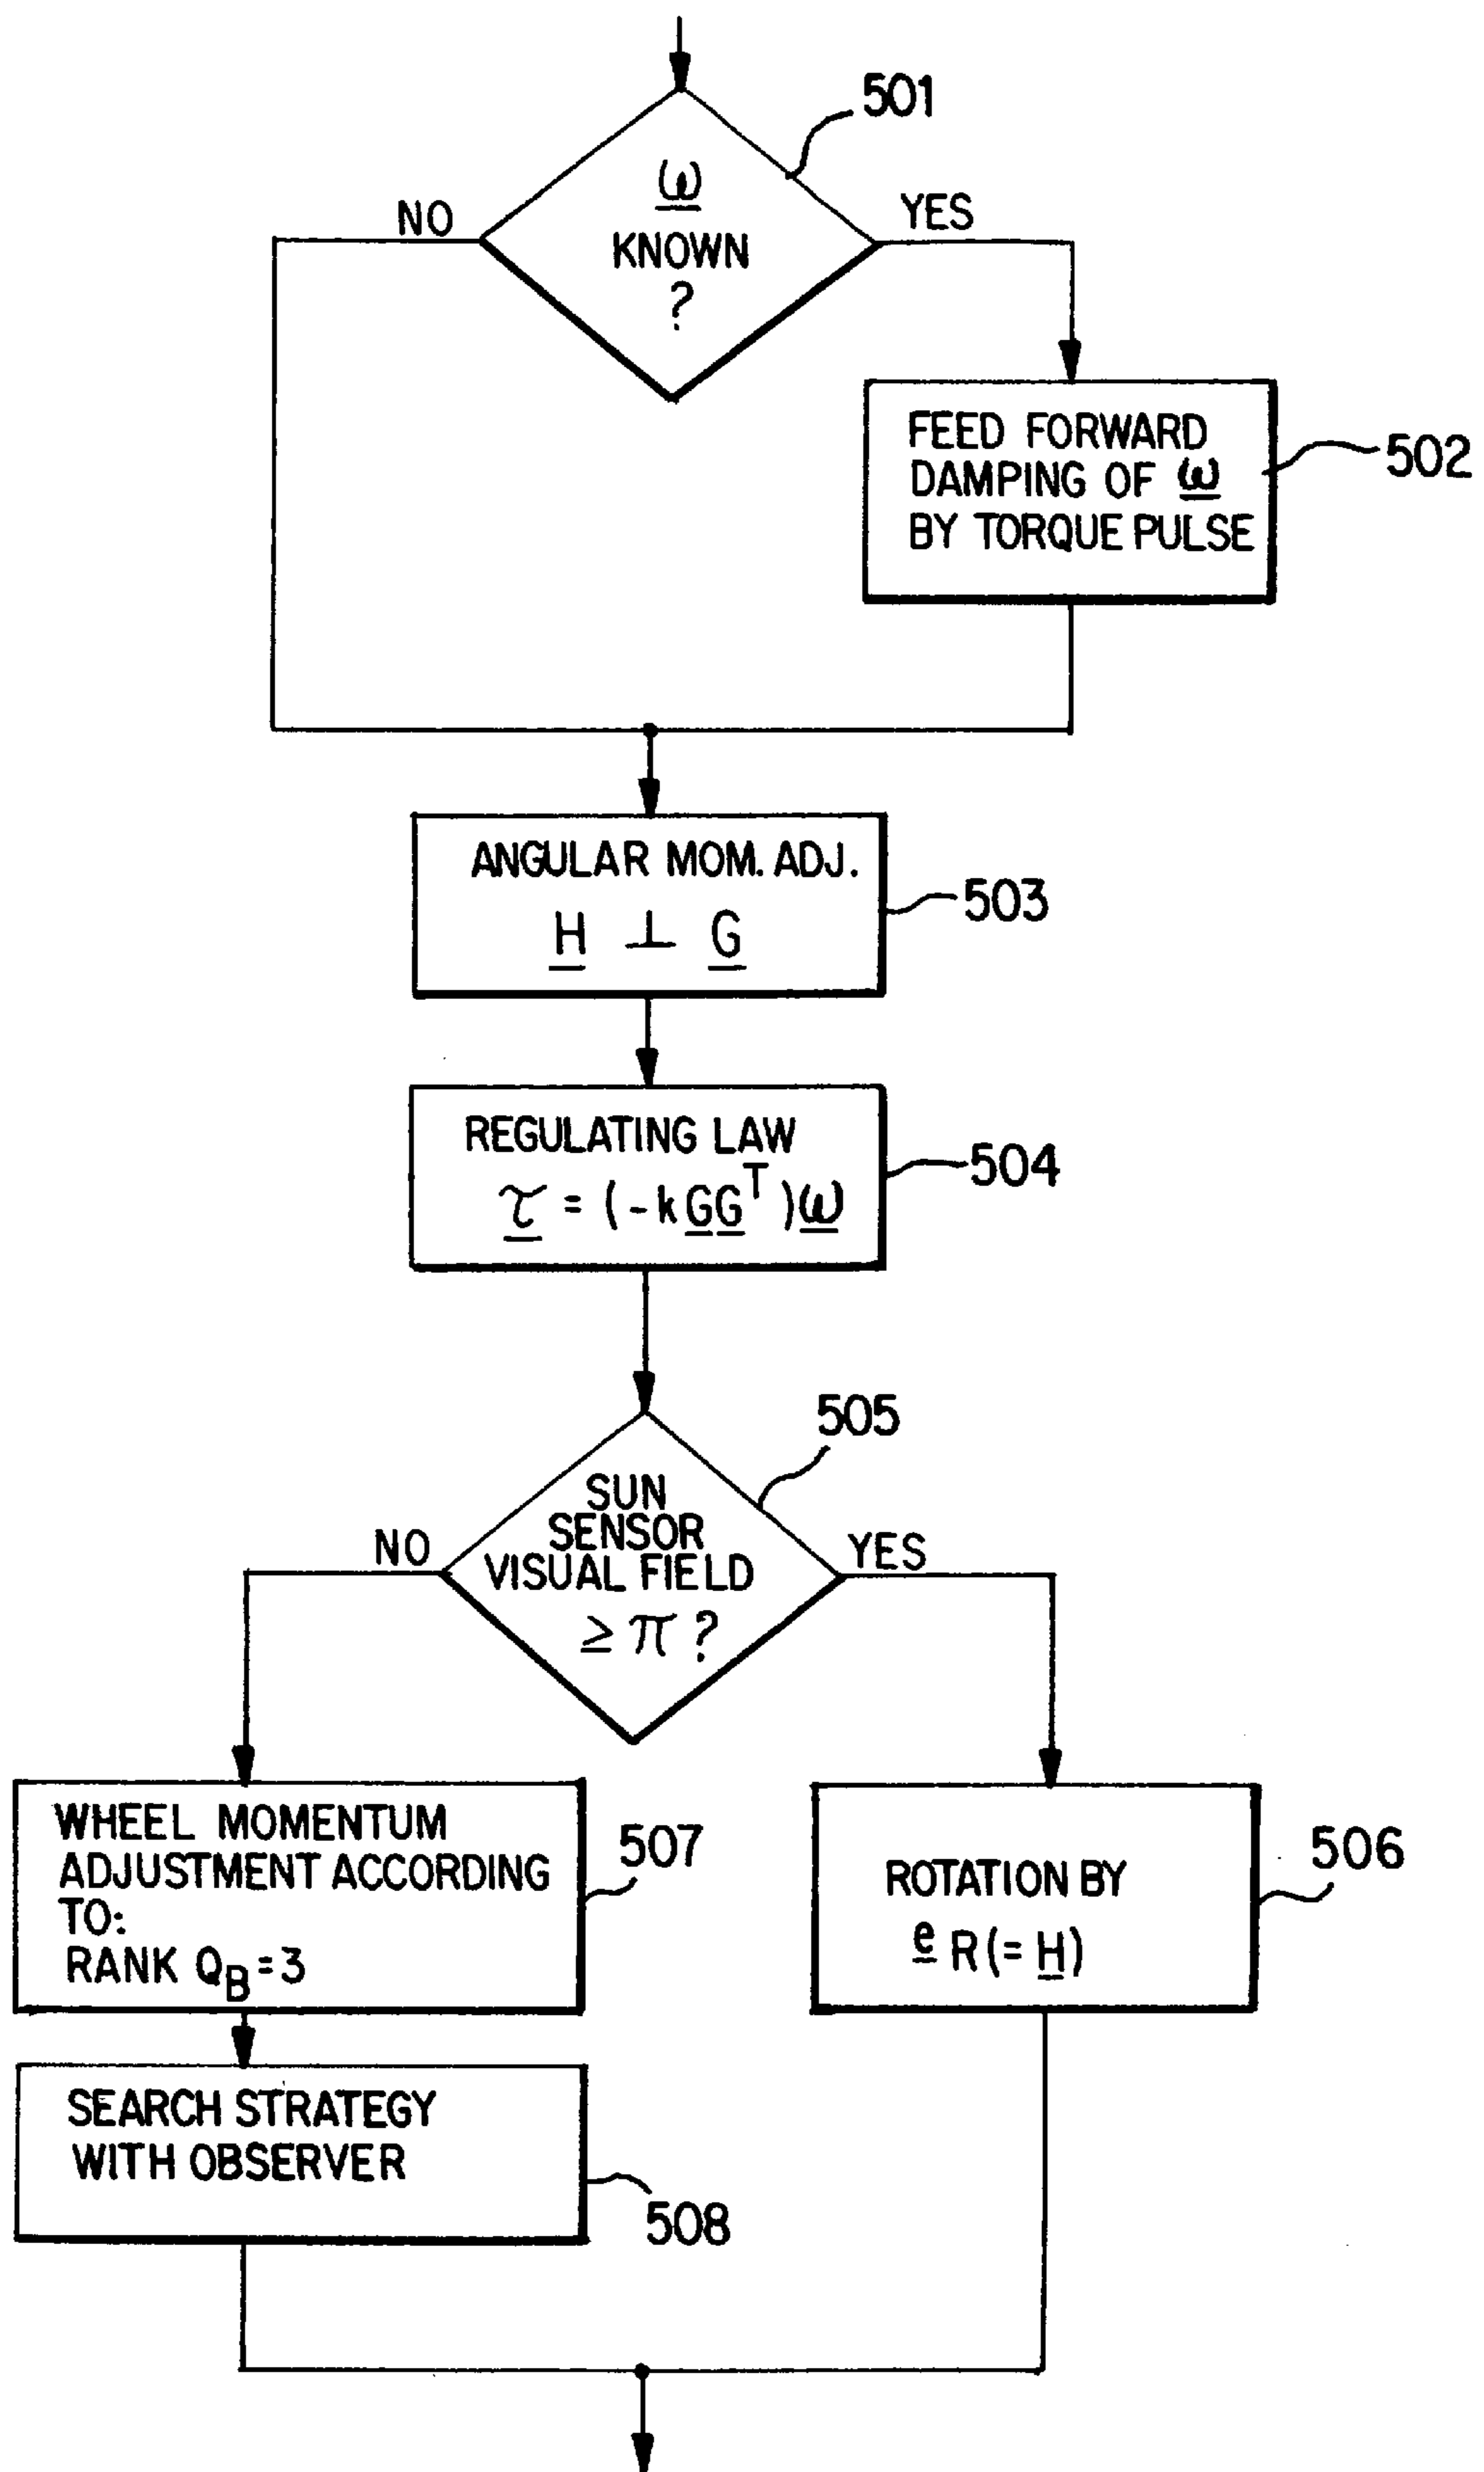 501
ω
KNOWN
?
NO
YES
FEED FORWARD
DAMPING OF ω
BY TORQUE PULSE
502
ANGULAR MOM. ADJ.
H ⊥ G
503
REGULATING LAW
τ = (-kGGᵀ)ω
504
505
SUN
SENSOR
VISUAL FIELD
≥ π ?
NO
YES
WHEEL MOMENTUM
ADJUSTMENT ACCORDING
TO:
RANK Q_B = 3
507
ROTATION BY
e R (= H)
506
SEARCH STRATEGY
WITH OBSERVER
508